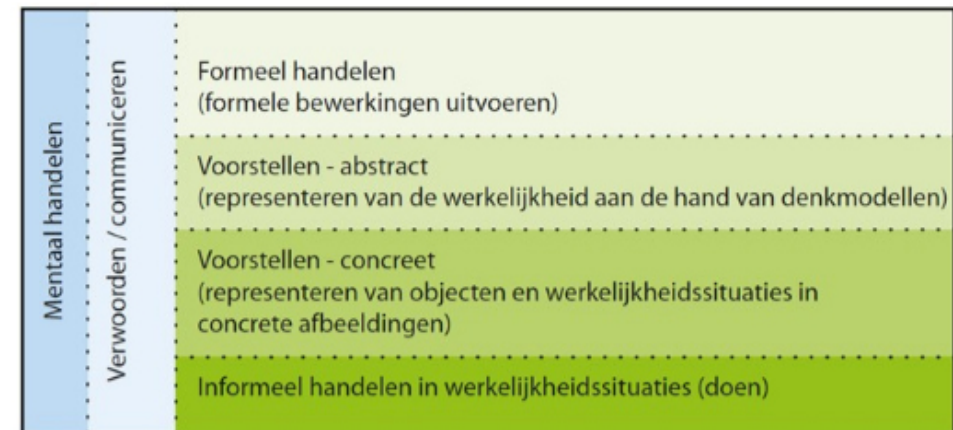 Mentaal handelen
Verwoorden / communiceren
Formeel handelen
(formele bewerkingen uitvoeren)
Voorstellen - abstract
(representeren van de werkelijkheid aan de hand van denkmodellen)
Voorstellen - concreet
(representeren van objecten en werkelijkheidssituaties in
concrete afbeeldingen)
Informeel handelen in werkelijkheidssituaties (doen)